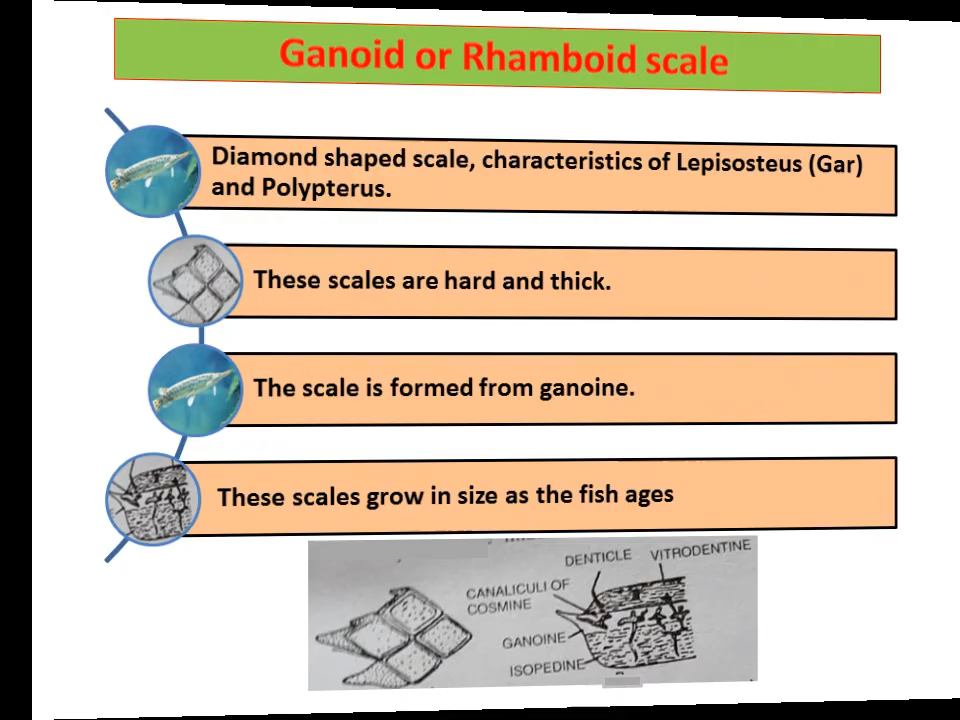 Ganoid or Rhamboid scale
Diamond shaped scale, characteristics of Lepisosteus (Gar)
and Polypterus.
These scales are hard and thick.
The scale is formed from ganoine.
These scales grow in size as the fish ages
DENTICLE VITRODENTINE
CANALICULI OF
COSMINE
GANOINE
ISOPEDINE